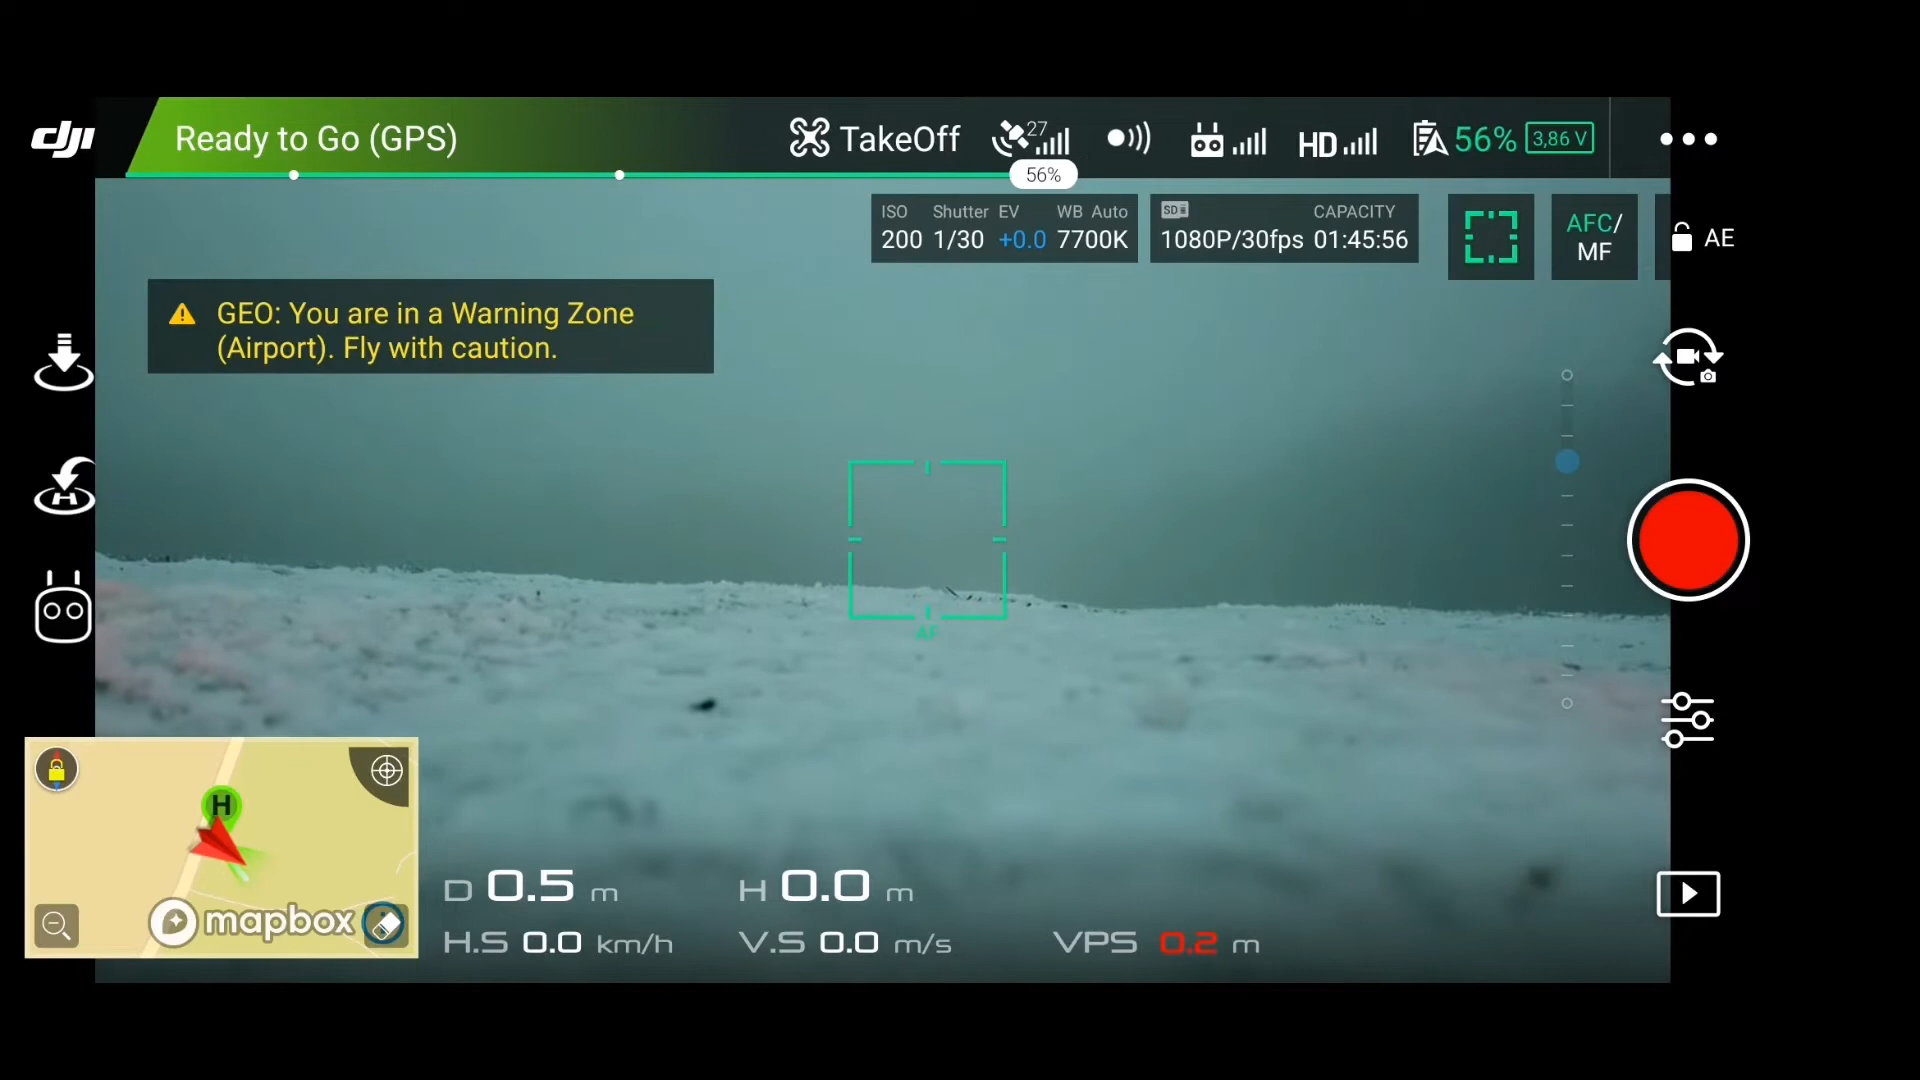 dji
Ready to Go (GPS)
TakeOff
27
HD
56%
3,86 V
56%
ISO Shutter EV WB Auto
200 1/30 +0.0 7700K
SD CAPACITY
1080P/30fps 01:45:56
AFC/
MF
AE
GEO: You are in a Warning Zone
(Airport). Fly with caution.
AF
H
mapbox
D 0.5 m
H 0.0 m
H.S 0.0 km/h
V.S 0.0 m/s
VPS 0.2 m